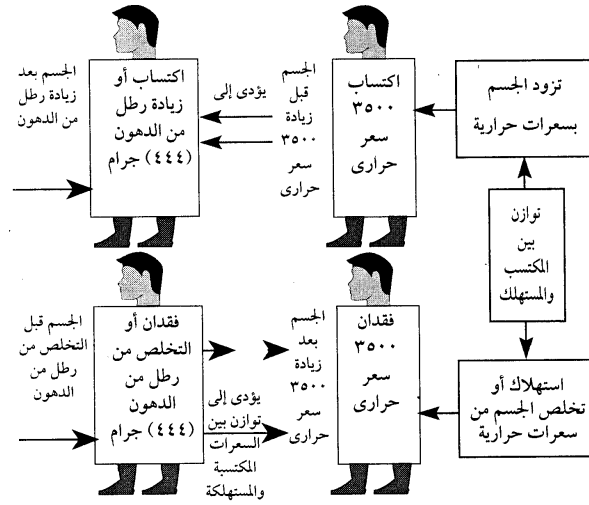 تزود الجسم
بسعرات حرارية
اكتساب
٣٥٠٠
سعر
حرارى
الجسم
قبل
زيادة
٣٥٠٠
سعر
حرارى
يؤدى إلى
اكتساب أو
زيادة رطل
من الدهون
(٤٤٤) جرام
الجسم بعد
زيادة رطل
من الدهون
توازن
بين
المكتسب
والمستهلك
استهلاك أو
تخلص الجسم من
سعرات حرارية
فقدان
٣٥٠٠
سعر
حرارى
الجسم
بعد
زيادة
٣٥٠٠
سعر
حرارى
يؤدى إلى
توازن بين
السعرات
المكتسبة
والمستهلكة
فقدان أو
التخلص من
رطل من
الدهون
(٤٤٤) جرام
الجسم قبل
التخلص من
رطل من
الدهون